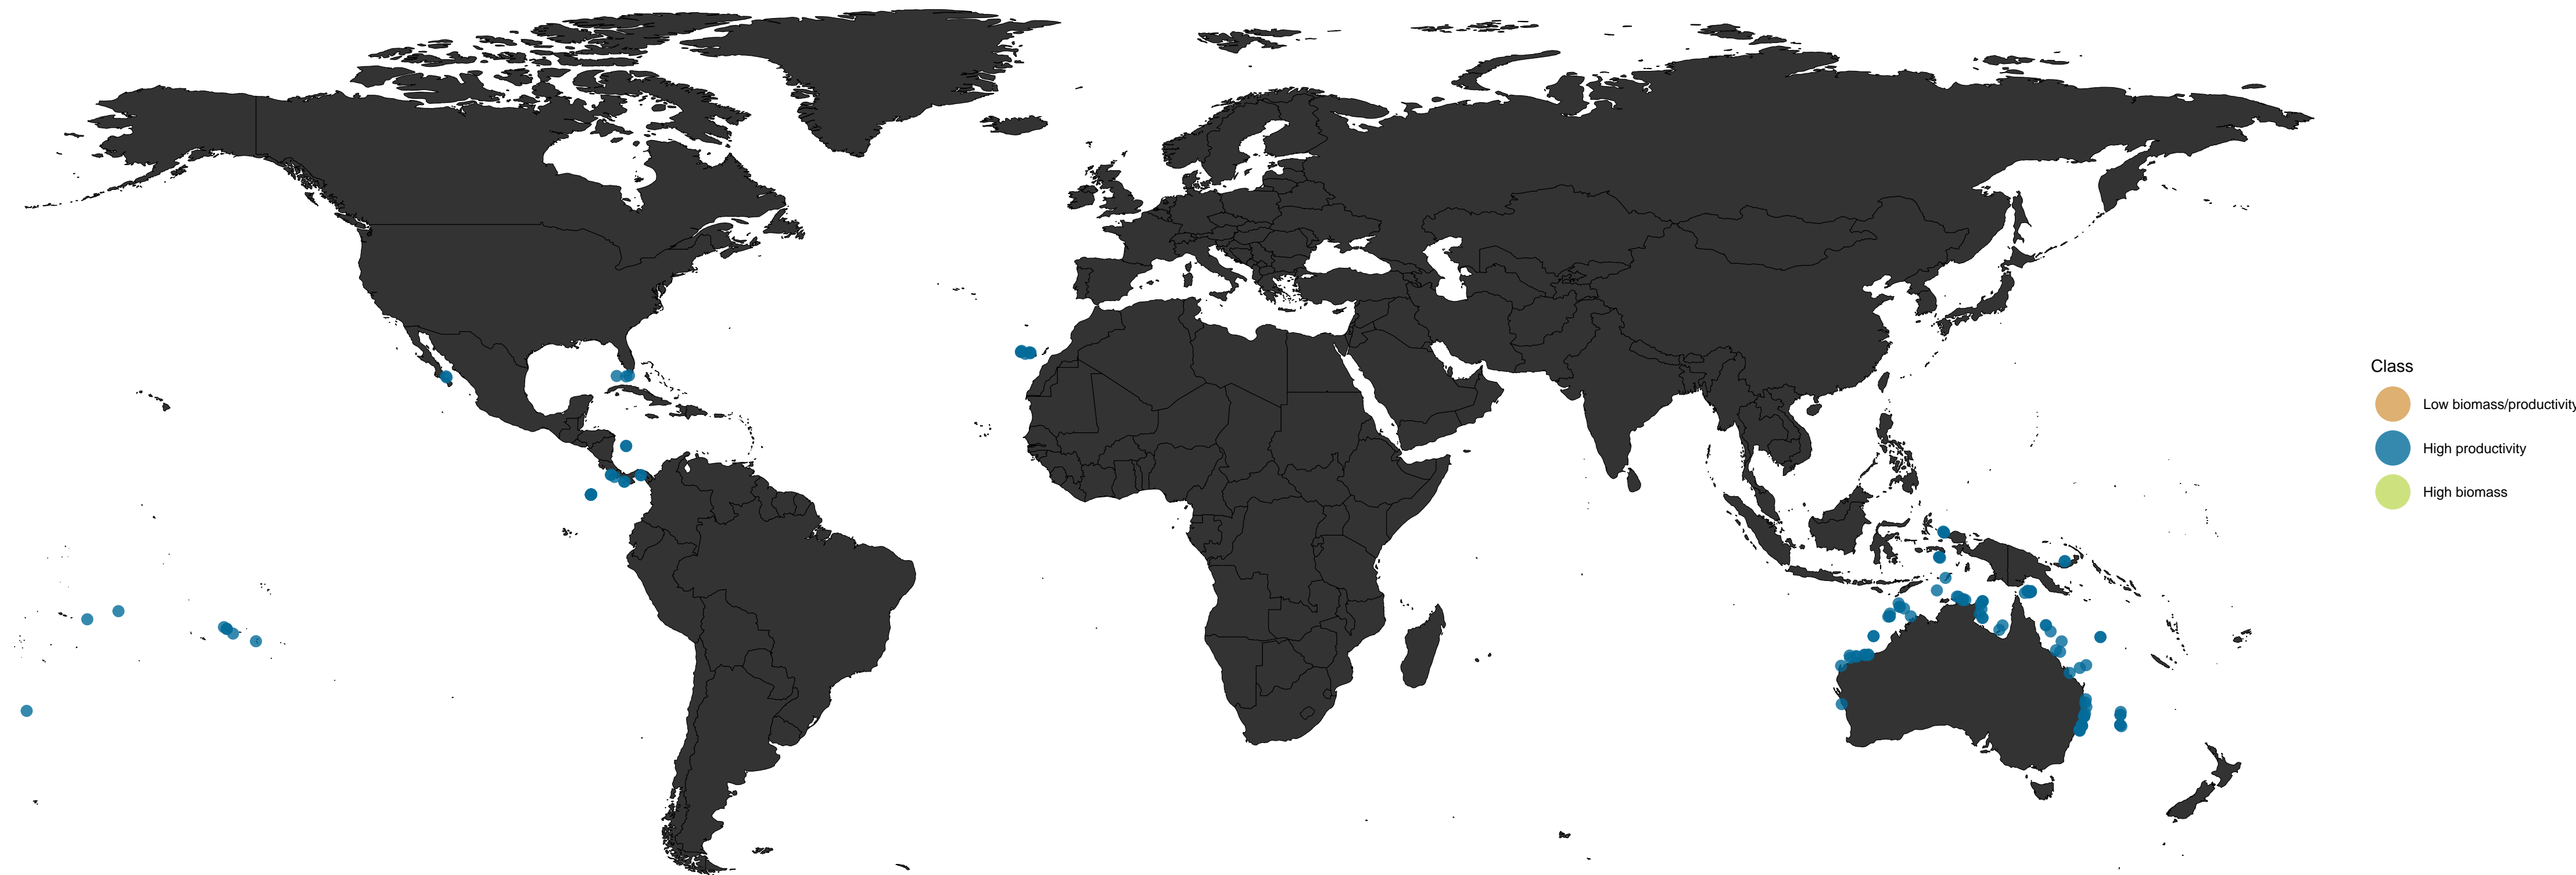 Class
Low biomass/productivity
High productivity
High biomass